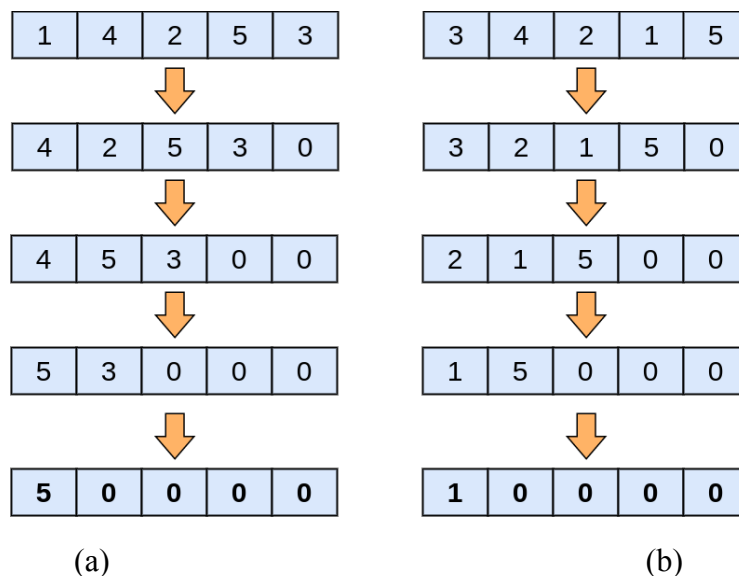 1 4 2 5 3 3 4 2 1 5
4 2 5 3 0 3 2 1 5 0
4 5 3 0 0 2 1 5 0 0
5 3 0 0 0 1 5 0 0 0
5 0 0 0 0 1 0 0 0 0
(a) (b)